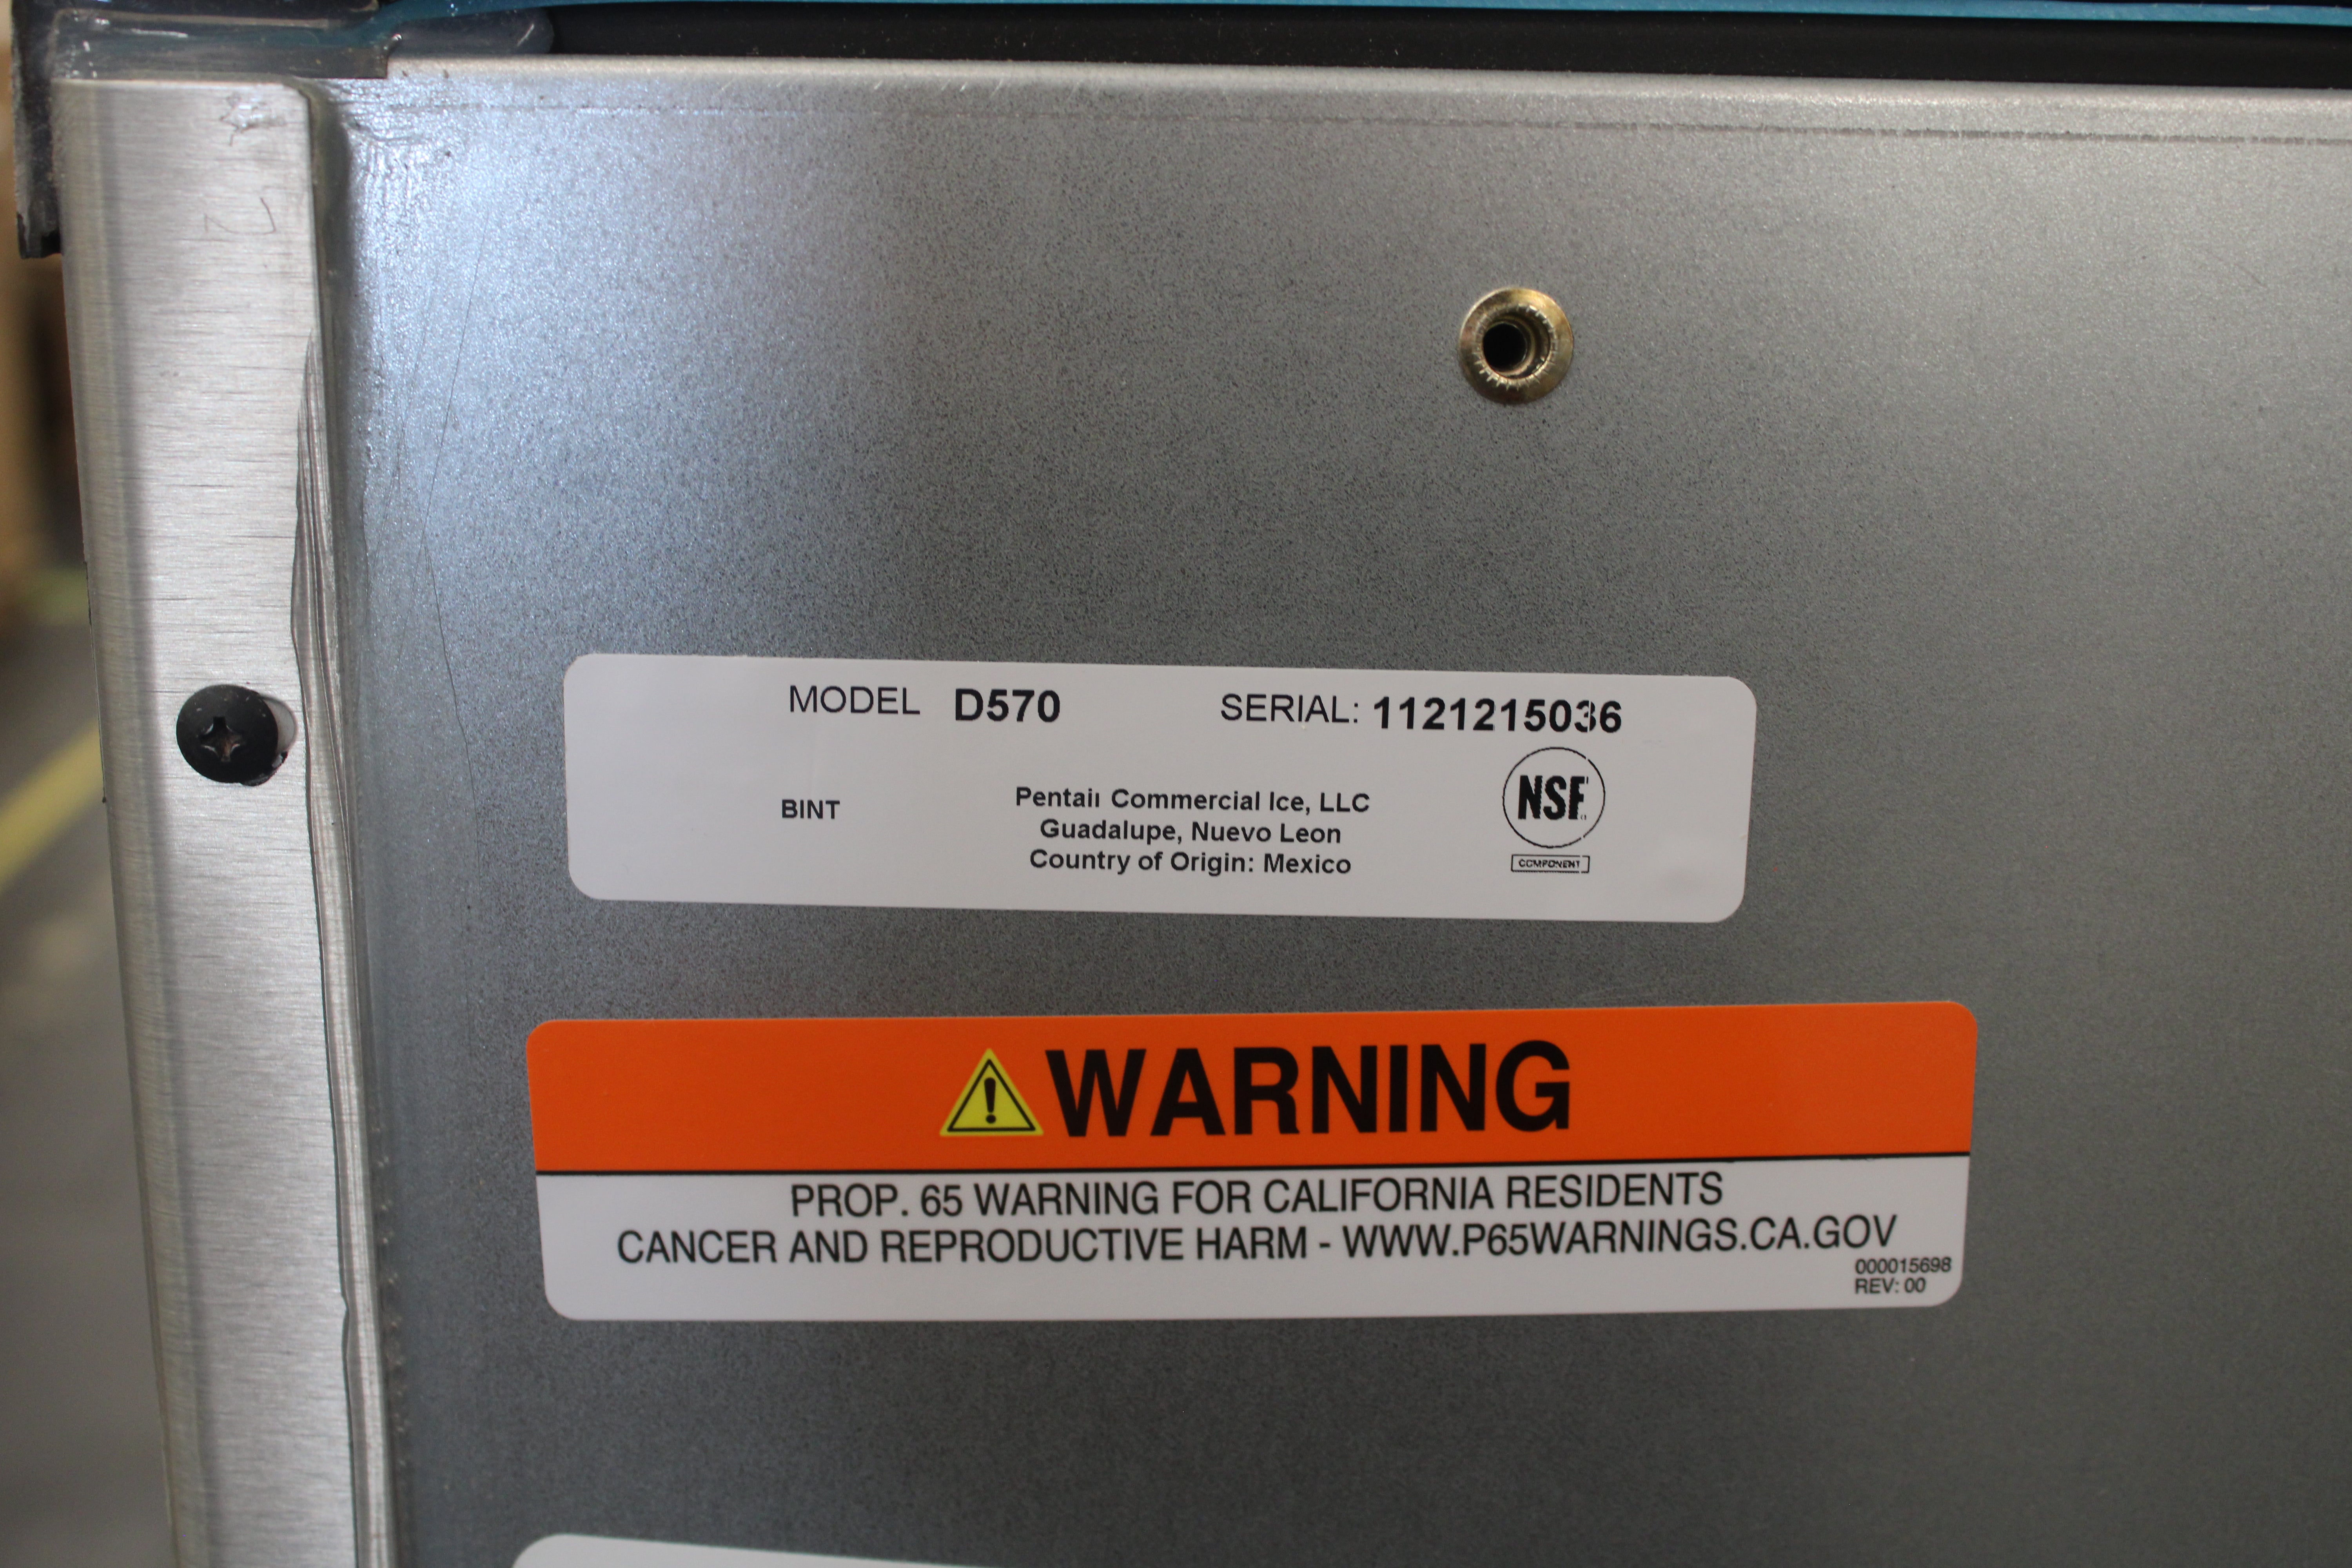 MODEL D570 SERIAL: 1121215036
BINT
Pentair Commercial Ice, LLC
Guadalupe, Nuevo Leon
Country of Origin: Mexico
NSF
COMPONENT
WARNING
PROP. 65 WARNING FOR CALIFORNIA RESIDENTS
CANCER AND REPRODUCTIVE HARM - WWW.P65WARNINGS.CA.GOV
000015698
REV: 00